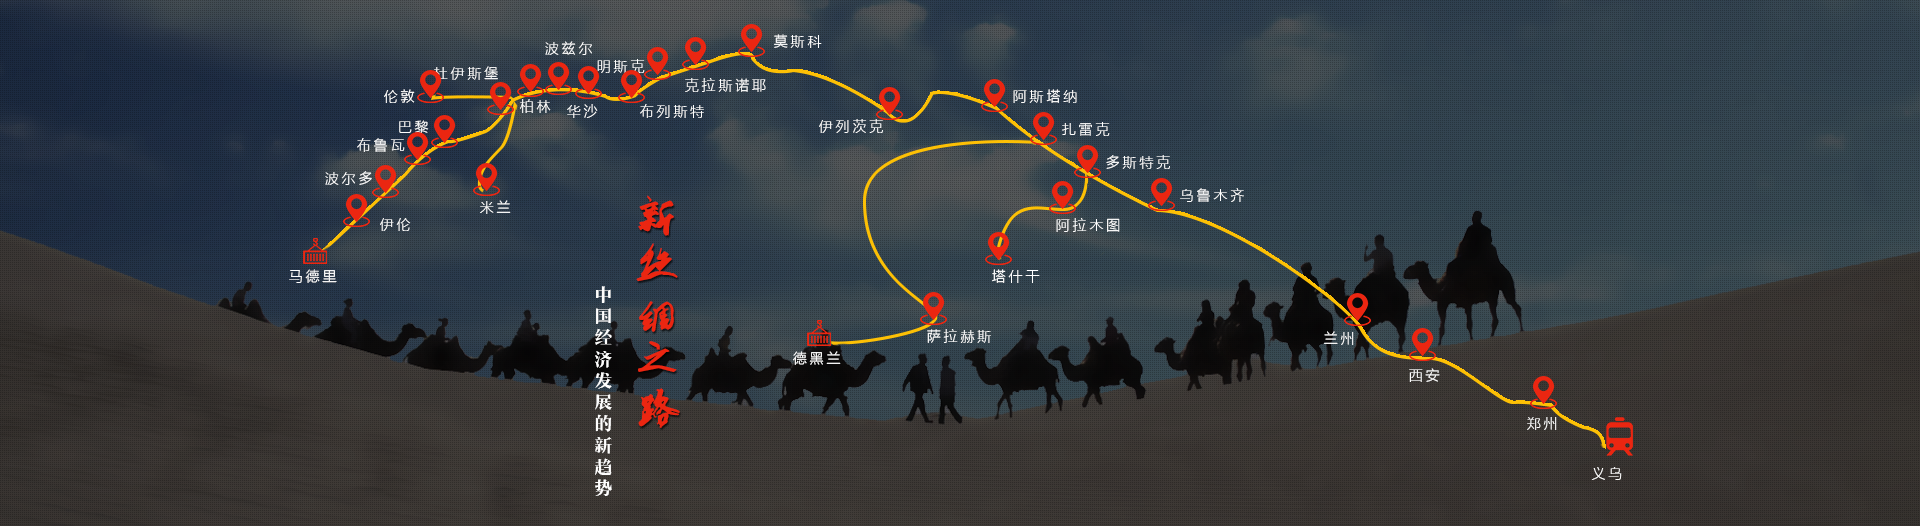 波兹尔
莫斯科
杜伊斯堡
明斯克
克拉斯诺耶
伦敦
柏林
华沙
布列斯特
阿斯塔纳
巴黎
伊列茨克
扎雷克
布鲁瓦
多斯特克
波尔多
乌鲁木齐
米兰
伊伦
阿拉木图
马德里
塔什干
新丝绸之路
中国经济发展的新趋势
萨拉赫斯
兰州
德黑兰
西安
郑州
义乌